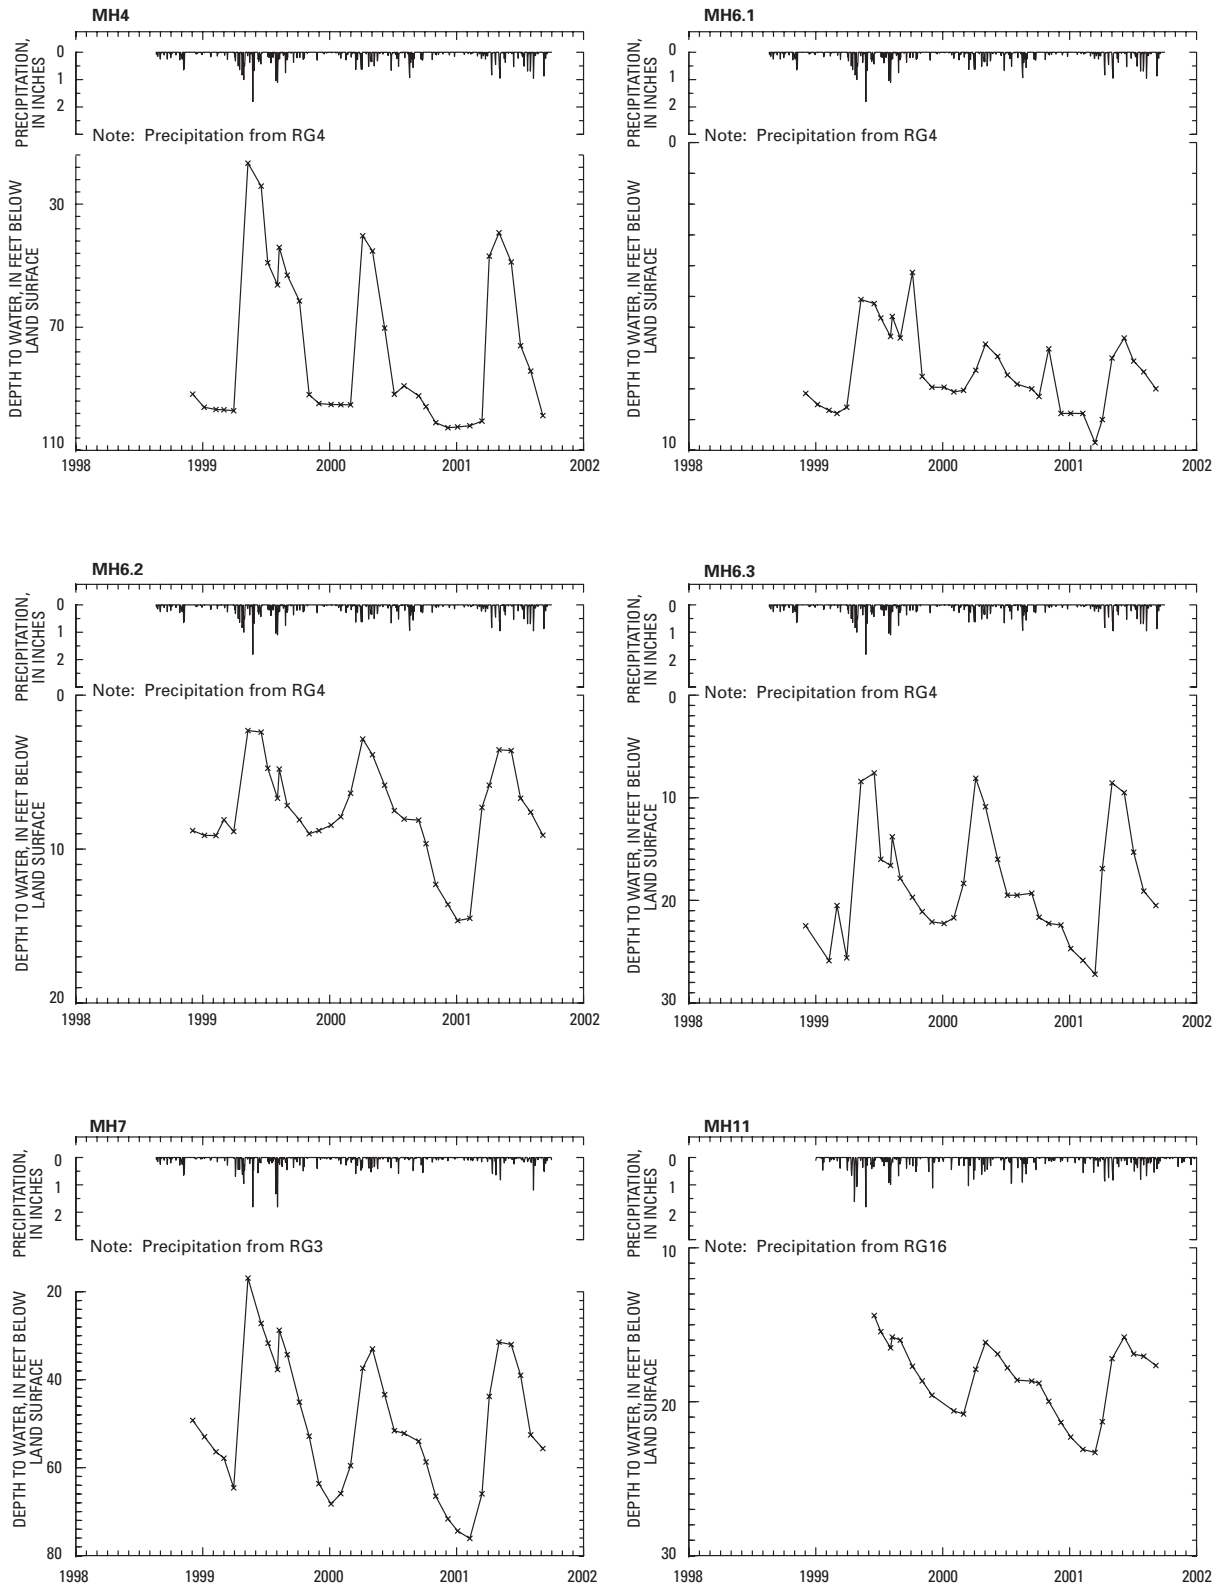 MH4
PRECIPITATION,
IN INCHES
0
1
2
Note: Precipitation from RG4
DEPTH TO WATER, IN FEET BELOW
LAND SURFACE
30
70
110
1998 1999 2000 2001 2002
MH6.1
PRECIPITATION,
IN INCHES
0
1
2
Note: Precipitation from RG4
DEPTH TO WATER, IN FEET BELOW
LAND SURFACE
0
10
1998 1999 2000 2001 2002
MH6.2
PRECIPITATION,
IN INCHES
0
1
2
Note: Precipitation from RG4
DEPTH TO WATER, IN FEET BELOW
LAND SURFACE
0
10
20
1998 1999 2000 2001 2002
MH6.3
PRECIPITATION,
IN INCHES
0
1
2
Note: Precipitation from RG4
DEPTH TO WATER, IN FEET BELOW
LAND SURFACE
0
10
20
30
1998 1999 2000 2001 2002
MH7
PRECIPITATION,
IN INCHES
0
1
2
Note: Precipitation from RG3
DEPTH TO WATER, IN FEET BELOW
LAND SURFACE
20
40
60
80
1998 1999 2000 2001 2002
MH11
PRECIPITATION,
IN INCHES
0
1
2
Note: Precipitation from RG16
DEPTH TO WATER, IN FEET BELOW
LAND SURFACE
10
20
30
1998 1999 2000 2001 2002